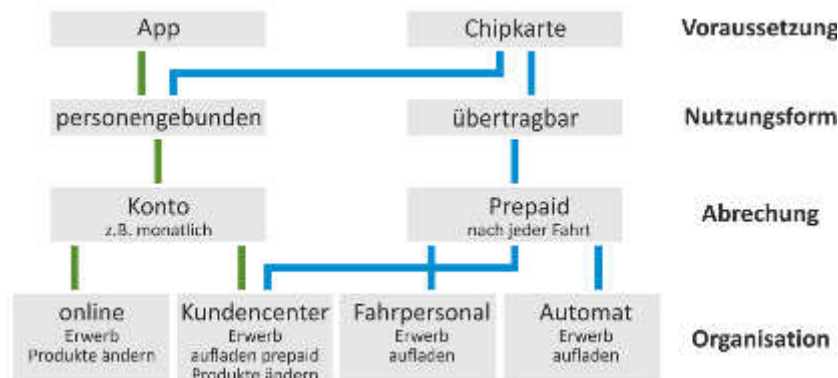 App Chipkarte Voraussetzung
personengebunden übertragbar Nutzungsform
Konto Prepaid Abrechung
z.B. monatlich nach jeder Fahrt
online Kundencenter Fahrpersonal Automat
Erwerb Erwerb Erwerb Erwerb
Produkte ändern aufladen prepaid aufladen aufladen Organisation
Produkte ändern